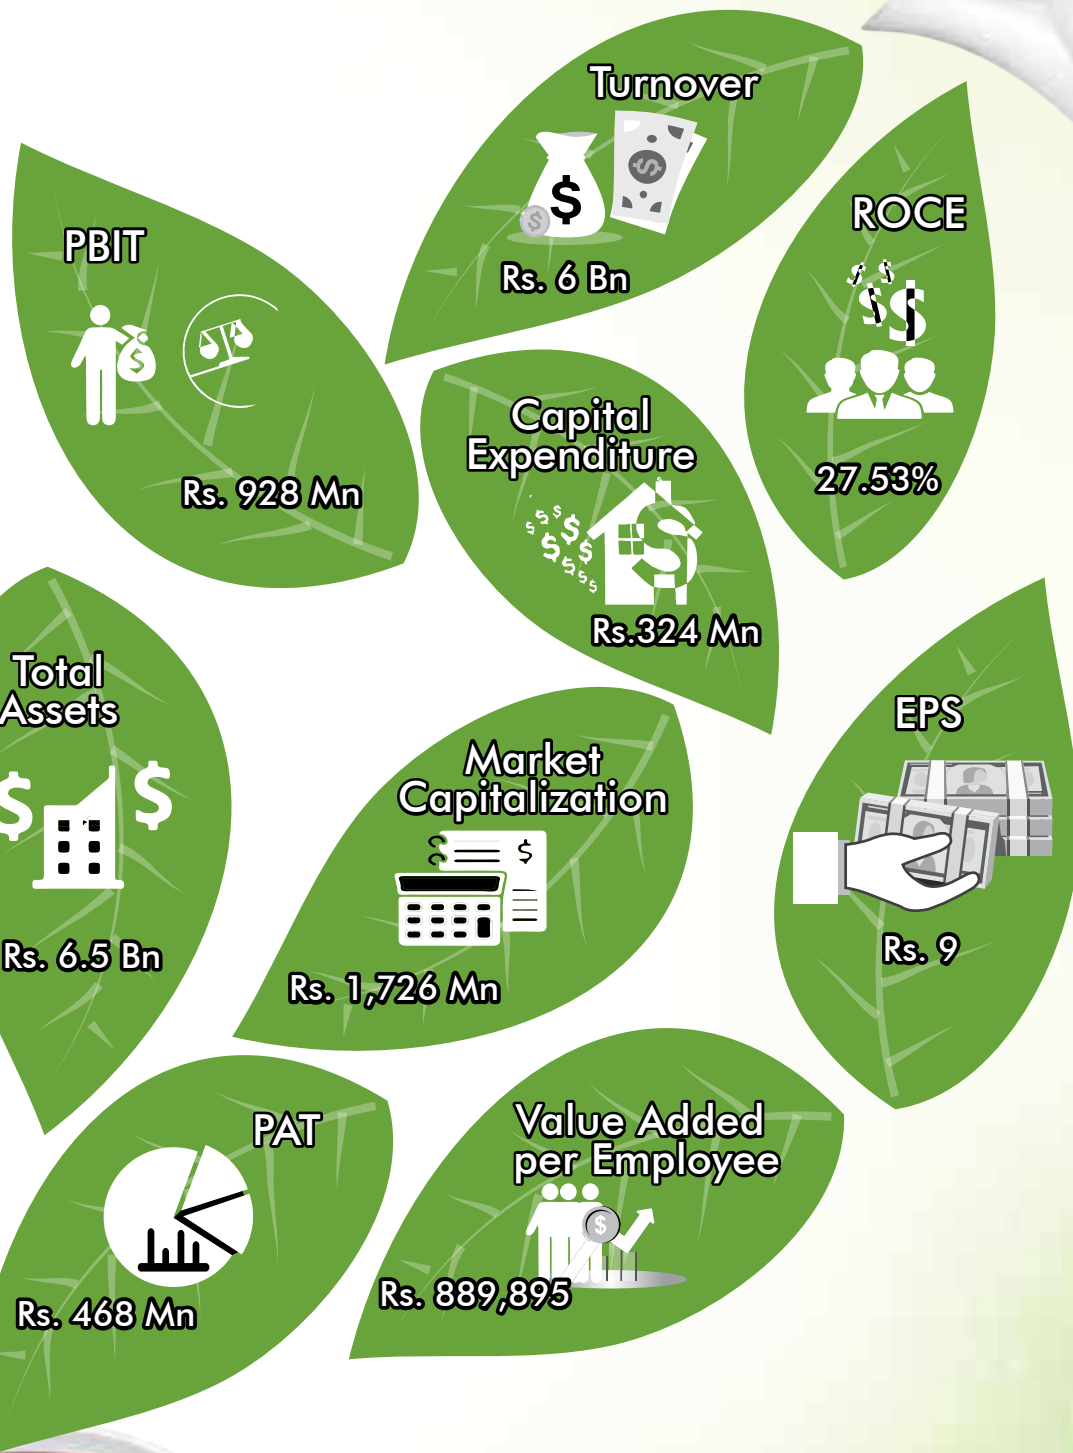 Turnover
Rs. 6 Bn
ROCE
27.53%
PBIT
Rs. 928 Mn
Capital
Expenditure
Rs.324 Mn
Total
Assets
Rs. 6.5 Bn
Market
Capitalization
Rs. 1,726 Mn
EPS
Rs. 9
PAT
Rs. 468 Mn
Value Added
per Employee
Rs. 889,895